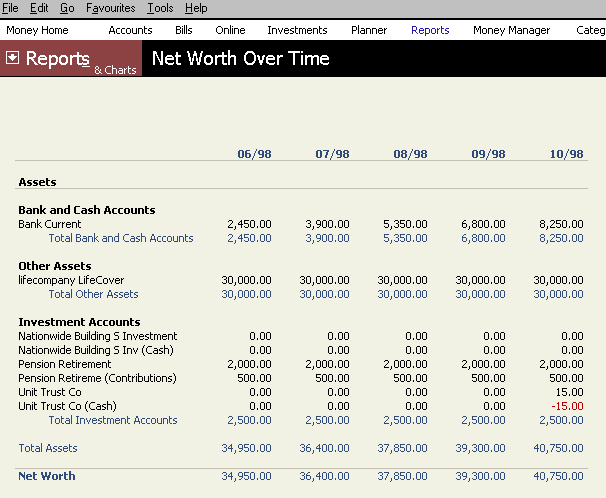 File Edit Go Favourites Tools Help
Money Home Accounts Bills Online Investments Planner Reports Money Manager Categ
Reports & Charts Net Worth Over Time
06/98 07/98 08/98 09/98 10/98
Assets
Bank and Cash Accounts
Bank Current 2,450.00 3,900.00 5,350.00 6,800.00 8,250.00
Total Bank and Cash Accounts 2,450.00 3,900.00 5,350.00 6,800.00 8,250.00
Other Assets
lifecompany LifeCover 30,000.00 30,000.00 30,000.00 30,000.00 30,000.00
Total Other Assets 30,000.00 30,000.00 30,000.00 30,000.00 30,000.00
Investment Accounts
Nationwide Building S Investment 0.00 0.00 0.00 0.00 0.00
Nationwide Building S Inv (Cash) 0.00 0.00 0.00 0.00 0.00
Pension Retirement 2,000.00 2,000.00 2,000.00 2,000.00 2,000.00
Pension Retireme (Contributions) 500.00 500.00 500.00 500.00 500.00
Unit Trust Co 0.00 0.00 0.00 0.00 15.00
Unit Trust Co (Cash) 0.00 0.00 0.00 0.00 -15.00
Total Investment Accounts 2,500.00 2,500.00 2,500.00 2,500.00 2,500.00
Total Assets 34,950.00 36,400.00 37,850.00 39,300.00 40,750.00
Net Worth 34,950.00 36,400.00 37,850.00 39,300.00 40,750.00